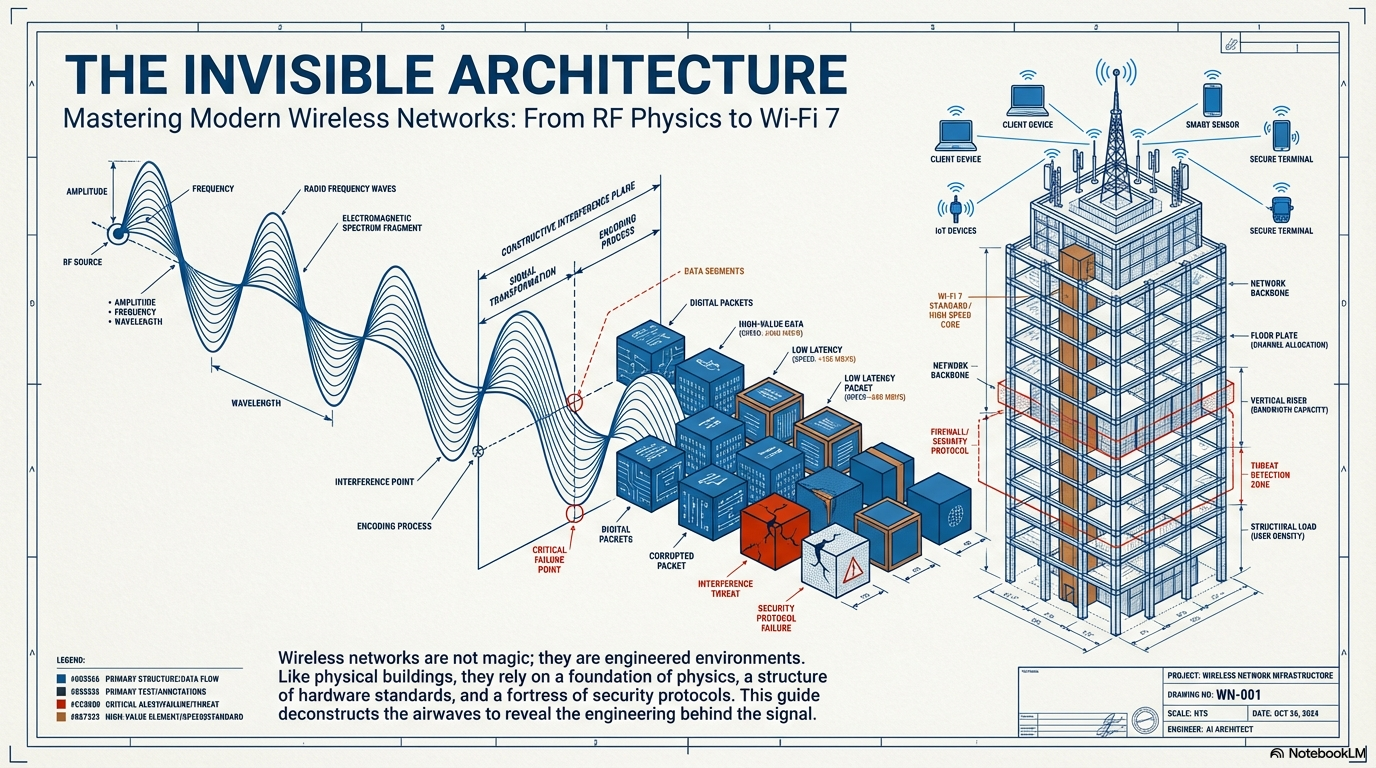 THE INVISIBLE ARCHITECTURE
Mastering Modern Wireless Networks: From RF Physics to Wi-Fi 7
AMPLITUDE
FREQUENCY
RADIO FREQUENCY WAVES
ELECTROMAGNETIC
SPECTRUM FRAGMENT
RF SOURCE
• AMPLITUDE
• FREBUENCY
• WAVELENGTH
WAVELENGTH
INTERFERENCE POINT
ENCODING PROCESS
CONSTRUCTIVE INTERFERENCE PLANE
SIGNAL
TRANSFORMATION
ENCODING
PROCESS
DATA SEGMENTS
DIGITAL PACKETS
HIGH-VALUE DATA
LOW LATENCY
LOW LATENCY
PACKET
CRITICAL
FAILURE
POINT
DIGITAL
PACKETS
CORRUPTED
PACKET
INTERFERENCE
THREAT
SECURITY
PROTOCOL
FAILURE
CLIENT DEVICE
CLIENT DEVICE
IoT DEVICES
SMART SENSOR
SECURE TERMINAL
SECURE TERMINAL
WI-FI 7
STANDARD/
HIGH SPEED
CORE
NETWORK
BACKBONE
FIREWALL/
SECURITY
PROTOCOL
NETWORK
BACKBONE
FLOOR PLATE
(CHANNEL ALLOCATION)
VERTICAL RISER
(BANDWIDTH CAPACITY)
DETECTION
ZONE
STRUCTURAL LOAD
(USER DENSITY)
Wireless networks are not magic; they are engineered environments.
Like physical buildings, they rely on a foundation of physics, a structure
of hardware standards, and a fortress of security protocols. This guide
deconstructs the airwaves to reveal the engineering behind the signal.
LEGEND:
PRIMARY STRUCTURE:DATA FLOW
PRIMARY TEST/ANNOTATIONS
CRITICAL
HIGH-VALUE
PROJECT: WIRELESS NETWORK
DRAWING NO: WN-001
SCALE: NTS
DATE: OCT 36, 3024
ENGINEER: AI
NotebookLM